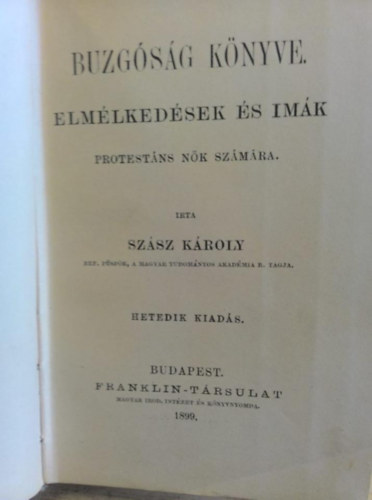 BUZGÓSÁG KÖNYVE.
ELMÉLKEDÉSEK ÉS IMÁK
PROTESTÁNS NŐK SZÁMÁRA.
IRTA
SZÁSZ KÁROLY
REF. PÜSPÖK, A MAGYAR TUDOMÁNYOS AKADÉMIA R. TAGJA.
HETEDIK KIADÁS.
BUDAPEST.
FRANKLIN-TÁRSULAT
MAGYAR IROD. INTÉZET ÉS KÖNYVNYOMDA.
1899.